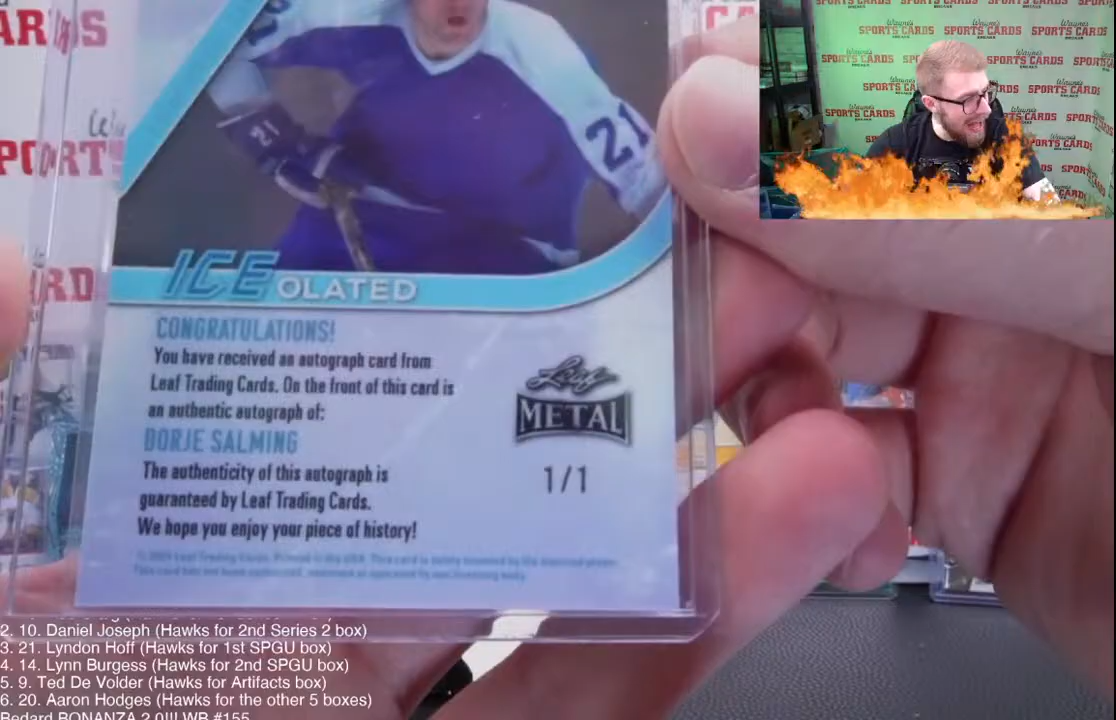 Wayne's
SPORTS CARDS
BREAKER
21
ICE OLATED
CONGRATULATIONS!
You have received an autograph card from
Leaf Trading Cards. On the front of this card is
an authentic autograph of:
BORJE SALMING
The authenticity of this autograph is
guaranteed by Leaf Trading Cards.
We hope you enjoy your piece of history!
Leaf
METAL
1/1
2. 10. Daniel Joseph (Hawks for 2nd Series 2 box)
3. 21. Lyndon Hoff (Hawks for 1st SPGU box)
4. 14. Lynn Burgess (Hawks for 2nd SPGU box)
5. 9. Ted De Volder (Hawks for Artifacts box)
6. 20. Aaron Hodges (Hawks for the other 5 boxes)
Bedard BONANZA 2.0!!! WB #155